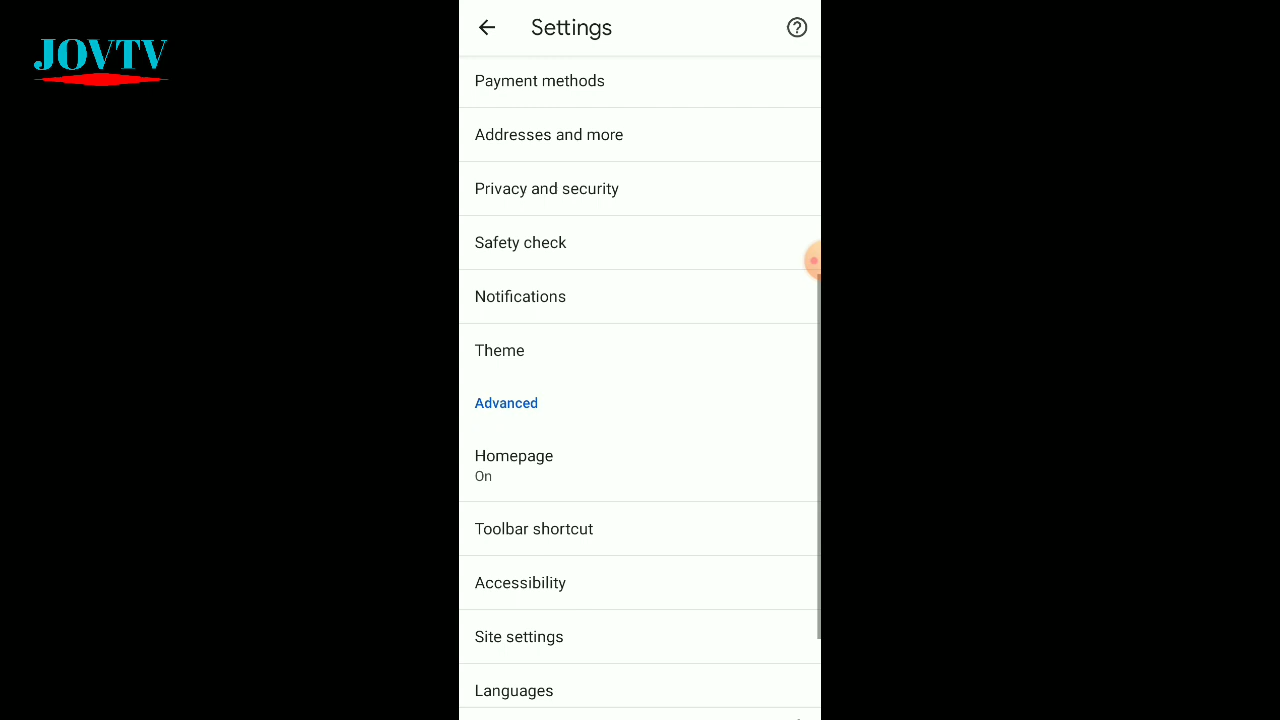 JOVTV
Settings
Payment methods
Addresses and more
Privacy and security
Safety check
Notifications
Theme
Advanced
Homepage
On
Toolbar shortcut
Accessibility
Site settings
Languages